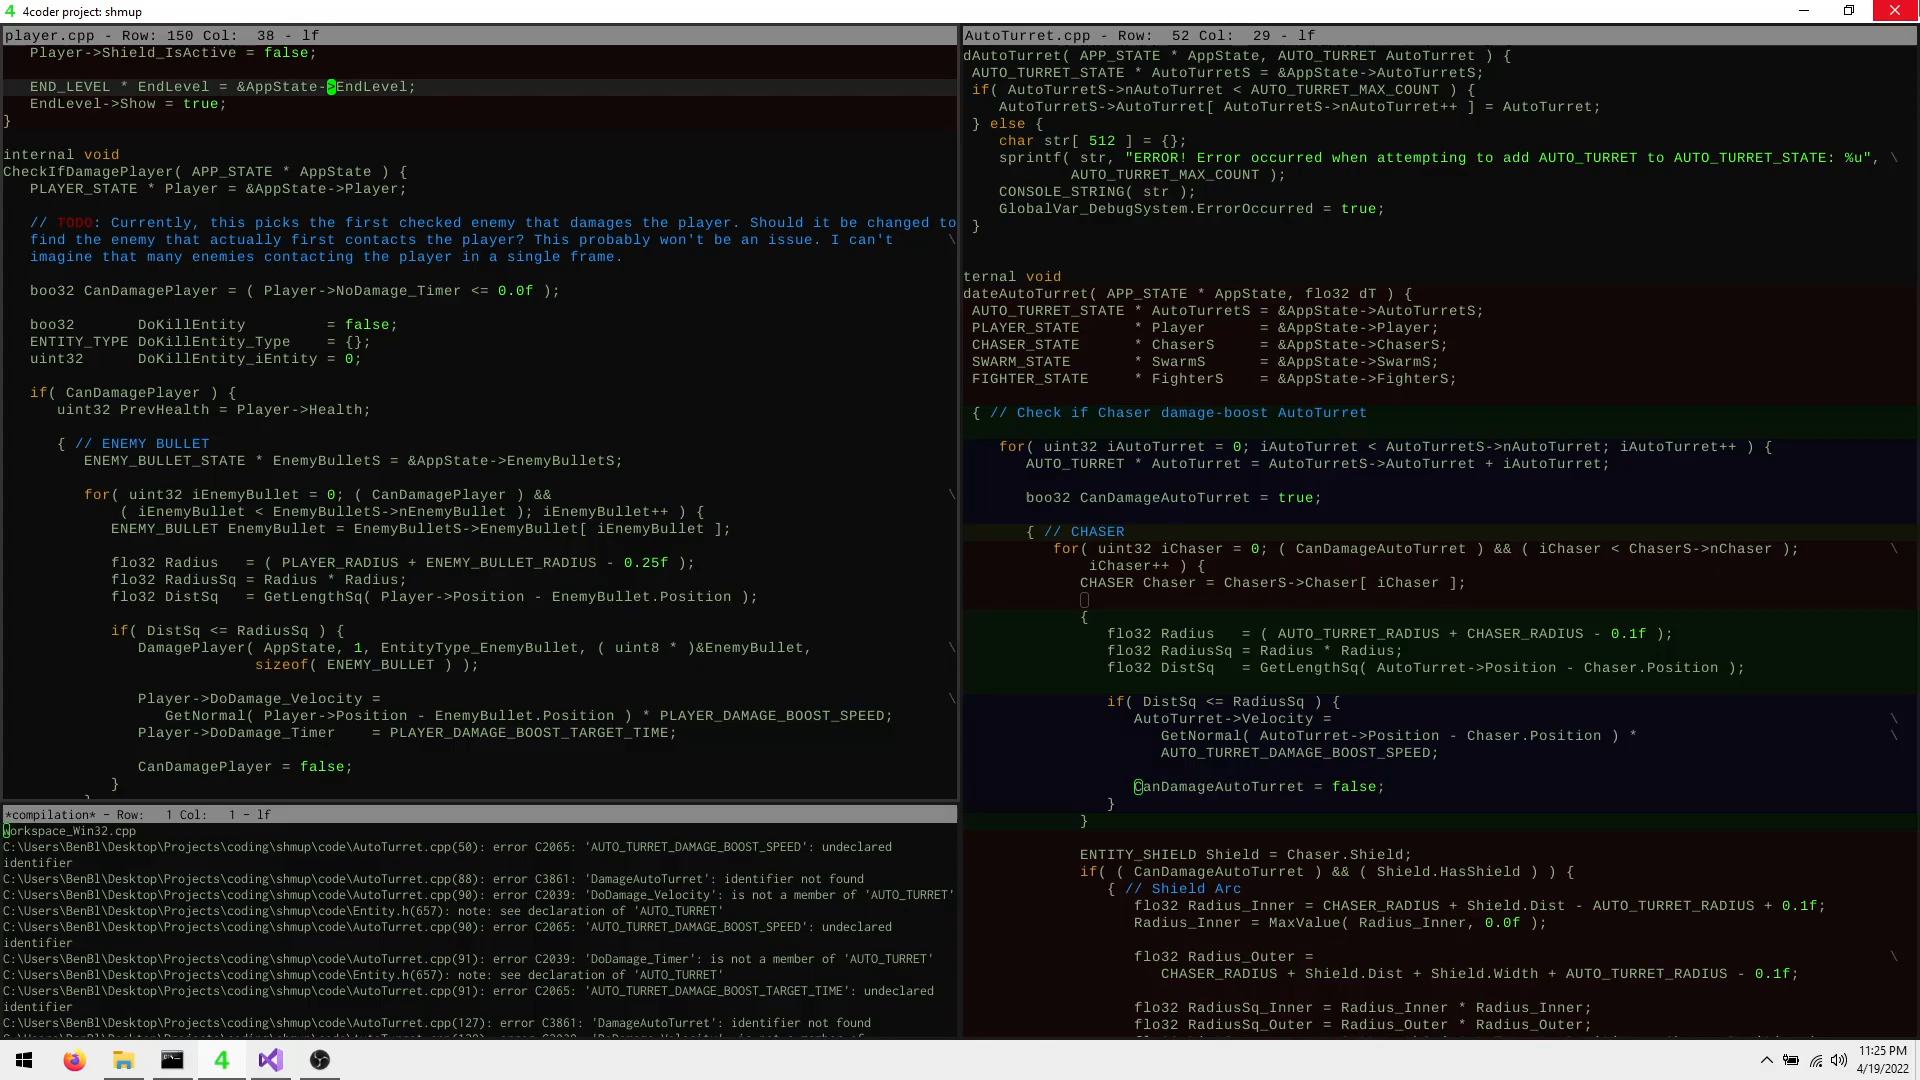 4coder project: shmup
player.cpp - Row: 150 Col:  38 - lf
Player->Shield_IsActive = false;
END_LEVEL * EndLevel = &AppState->EndLevel;
EndLevel->Show = true;
}
internal void
CheckIfDamagePlayer( APP_STATE * AppState ) {
PLAYER_STATE * Player = &AppState->Player;
// TODO: Currently, this picks the first checked enemy that damages the player. Should it be changed to
find the enemy that actually first contacts the player? This probably won't be an issue. I can't \
imagine that many enemies contacting the player in a single frame.
boo32 CanDamagePlayer = ( Player->NoDamage_Timer <= 0.0f );
boo32       DoKillEntity         = false;
ENTITY_TYPE DoKillEntity_Type    = {};
uint32      DoKillEntity_iEntity = 0;
if( CanDamagePlayer ) {
uint32 PrevHealth = Player->Health;
{ // ENEMY BULLET
ENEMY_BULLET_STATE * EnemyBulletS = &AppState->EnemyBulletS;
for( uint32 iEnemyBullet = 0; ( CanDamagePlayer ) && \
( iEnemyBullet < EnemyBulletS->nEnemyBullet ); iEnemyBullet++ ) {
ENEMY_BULLET EnemyBullet = EnemyBulletS->EnemyBullet[ iEnemyBullet ];
flo32 Radius   = ( PLAYER_RADIUS + ENEMY_BULLET_RADIUS - 0.25f );
flo32 RadiusSq = Radius * Radius;
flo32 DistSq   = GetLengthSq( Player->Position - EnemyBullet.Position );
if( DistSq <= RadiusSq ) {
DamagePlayer( AppState, 1, EntityType_EnemyBullet, ( uint8 * )&EnemyBullet, \
sizeof( ENEMY_BULLET ) );
Player->DoDamage_Velocity = \
GetNormal( Player->Position - EnemyBullet.Position ) * PLAYER_DAMAGE_BOOST_SPEED;
Player->DoDamage_Timer    = PLAYER_DAMAGE_BOOST_TARGET_TIME;
CanDamagePlayer = false;
}
}
*compilation* - Row:   1 Col:   1 - lf
workspace_Win32.cpp
C:\Users\BenBl\Desktop\Projects\coding\shmup\code\AutoTurret.cpp(50): error C2065: 'AUTO_TURRET_DAMAGE_BOOST_SPEED': undeclared
identifier
C:\Users\BenBl\Desktop\Projects\coding\shmup\code\AutoTurret.cpp(88): error C3861: 'DamageAutoTurret': identifier not found
C:\Users\BenBl\Desktop\Projects\coding\shmup\code\AutoTurret.cpp(90): error C2039: 'DoDamage_Velocity': is not a member of 'AUTO_TURRET'
C:\Users\BenBl\Desktop\Projects\coding\shmup\code\Entity.h(657): note: see declaration of 'AUTO_TURRET'
C:\Users\BenBl\Desktop\Projects\coding\shmup\code\AutoTurret.cpp(90): error C2065: 'AUTO_TURRET_DAMAGE_BOOST_SPEED': undeclared
identifier
C:\Users\BenBl\Desktop\Projects\coding\shmup\code\AutoTurret.cpp(91): error C2039: 'DoDamage_Timer': is not a member of 'AUTO_TURRET'
C:\Users\BenBl\Desktop\Projects\coding\shmup\code\Entity.h(657): note: see declaration of 'AUTO_TURRET'
C:\Users\BenBl\Desktop\Projects\coding\shmup\code\AutoTurret.cpp(91): error C2065: 'AUTO_TURRET_DAMAGE_BOOST_TARGET_TIME': undeclared
identifier
C:\Users\BenBl\Desktop\Projects\coding\shmup\code\AutoTurret.cpp(127): error C3861: 'DamageAutoTurret': identifier not found
AutoTurret.cpp - Row:  52 Col:  29 - lf
dAutoTurret( APP_STATE * AppState, AUTO_TURRET AutoTurret ) {
AUTO_TURRET_STATE * AutoTurretS = &AppState->AutoTurretS;
if( AutoTurretS->nAutoTurret < AUTO_TURRET_MAX_COUNT ) {
AutoTurretS->AutoTurret[ AutoTurretS->nAutoTurret++ ] = AutoTurret;
} else {
char str[ 512 ] = {};
sprintf( str, "ERROR! Error occurred when attempting to add AUTO_TURRET to AUTO_TURRET_STATE: %u", \
AUTO_TURRET_MAX_COUNT );
CONSOLE_STRING( str );
GlobalVar_DebugSystem.ErrorOccurred = true;
}
ternal void
dateAutoTurret( APP_STATE * AppState, flo32 dT ) {
AUTO_TURRET_STATE * AutoTurretS = &AppState->AutoTurretS;
PLAYER_STATE      * Player      = &AppState->Player;
CHASER_STATE      * ChaserS     = &AppState->ChaserS;
SWARM_STATE       * SwarmS      = &AppState->SwarmS;
FIGHTER_STATE     * FighterS    = &AppState->FighterS;
{ // Check if Chaser damage-boost AutoTurret
for( uint32 iAutoTurret = 0; iAutoTurret < AutoTurretS->nAutoTurret; iAutoTurret++ ) {
AUTO_TURRET * AutoTurret = AutoTurretS->AutoTurret + iAutoTurret;
boo32 CanDamageAutoTurret = true;
{ // CHASER
for( uint32 iChaser = 0; ( CanDamageAutoTurret ) && ( iChaser < ChaserS->nChaser ); \
iChaser++ ) {
CHASER Chaser = ChaserS->Chaser[ iChaser ];
{
flo32 Radius   = ( AUTO_TURRET_RADIUS + CHASER_RADIUS - 0.1f );
flo32 RadiusSq = Radius * Radius;
flo32 DistSq   = GetLengthSq( AutoTurret->Position - Chaser.Position );
if( DistSq <= RadiusSq ) {
AutoTurret->Velocity = \
GetNormal( AutoTurret->Position - Chaser.Position ) * \
AUTO_TURRET_DAMAGE_BOOST_SPEED;
CanDamageAutoTurret = false;
}
}
ENTITY_SHIELD Shield = Chaser.Shield;
if( ( CanDamageAutoTurret ) && ( Shield.HasShield ) ) {
{ // Shield Arc
flo32 Radius_Inner = CHASER_RADIUS + Shield.Dist - AUTO_TURRET_RADIUS + 0.1f;
Radius_Inner = MaxValue( Radius_Inner, 0.0f );
flo32 Radius_Outer = \
CHASER_RADIUS + Shield.Dist + Shield.Width + AUTO_TURRET_RADIUS - 0.1f;
flo32 RadiusSq_Inner = Radius_Inner * Radius_Inner;
flo32 RadiusSq_Outer = Radius_Outer * Radius_Outer;
11:25 PM
4/19/2022